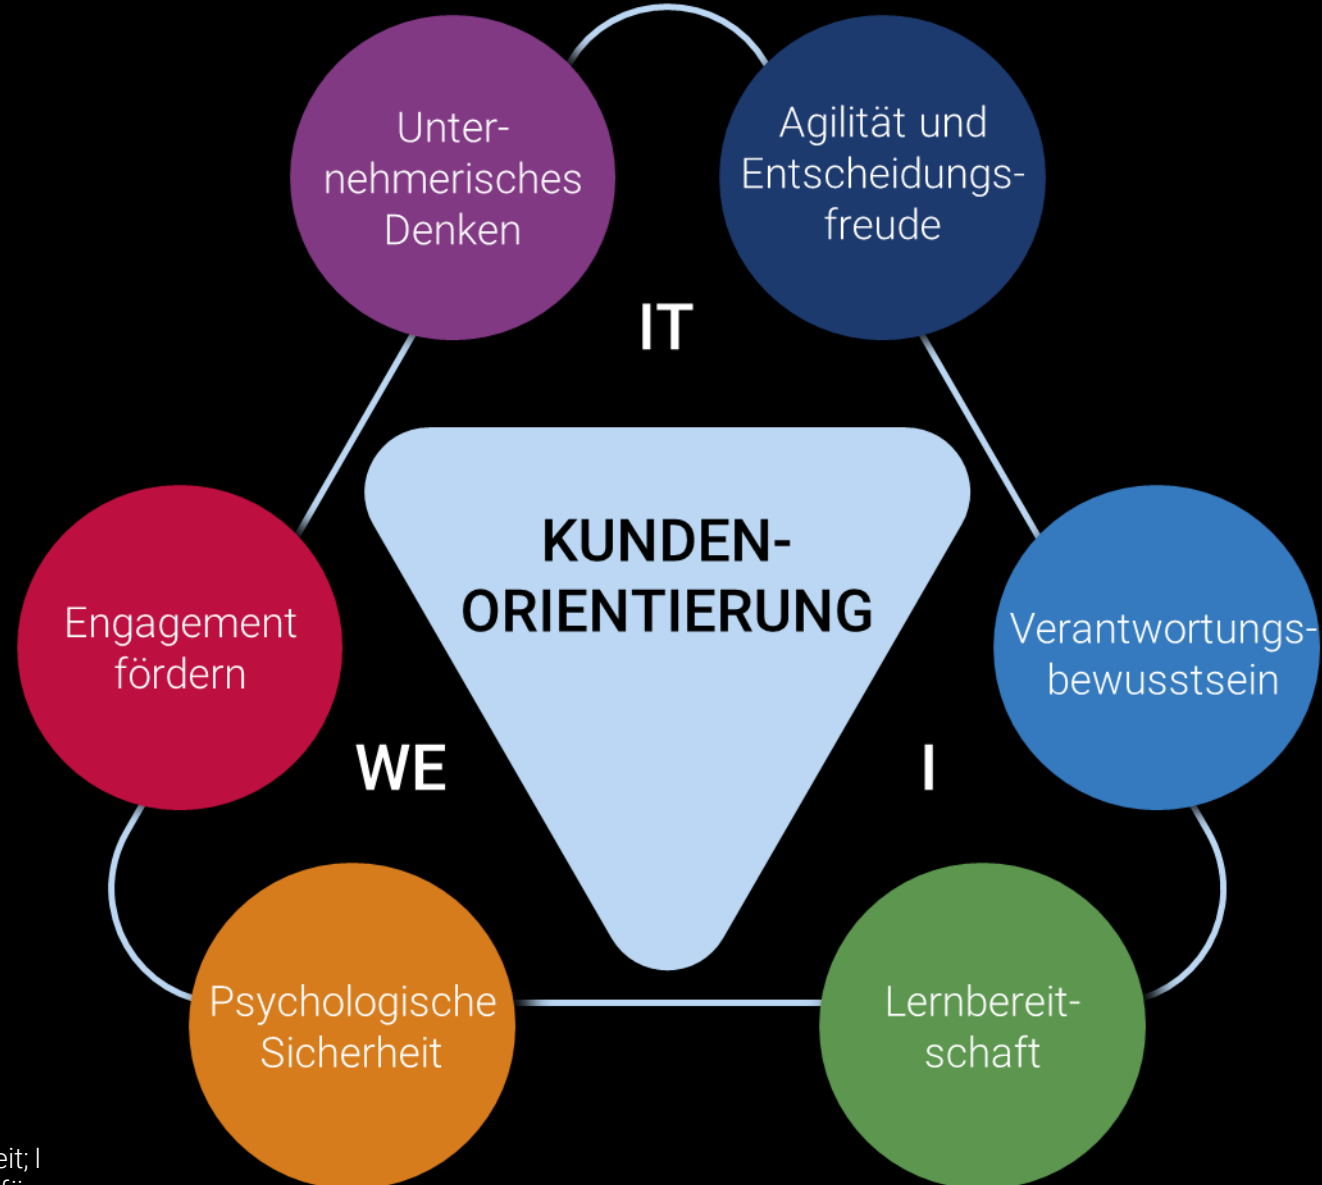 Unter-
nehmerisches
Denken
Agilität und
Entscheidungs-
freude
IT
KUNDEN-
ORIENTIERUNG
Engagement
fördern
Verantwortungs-
bewusstsein
WE
I
Psychologische
Sicherheit
Lernbereit-
schaft
eit; I